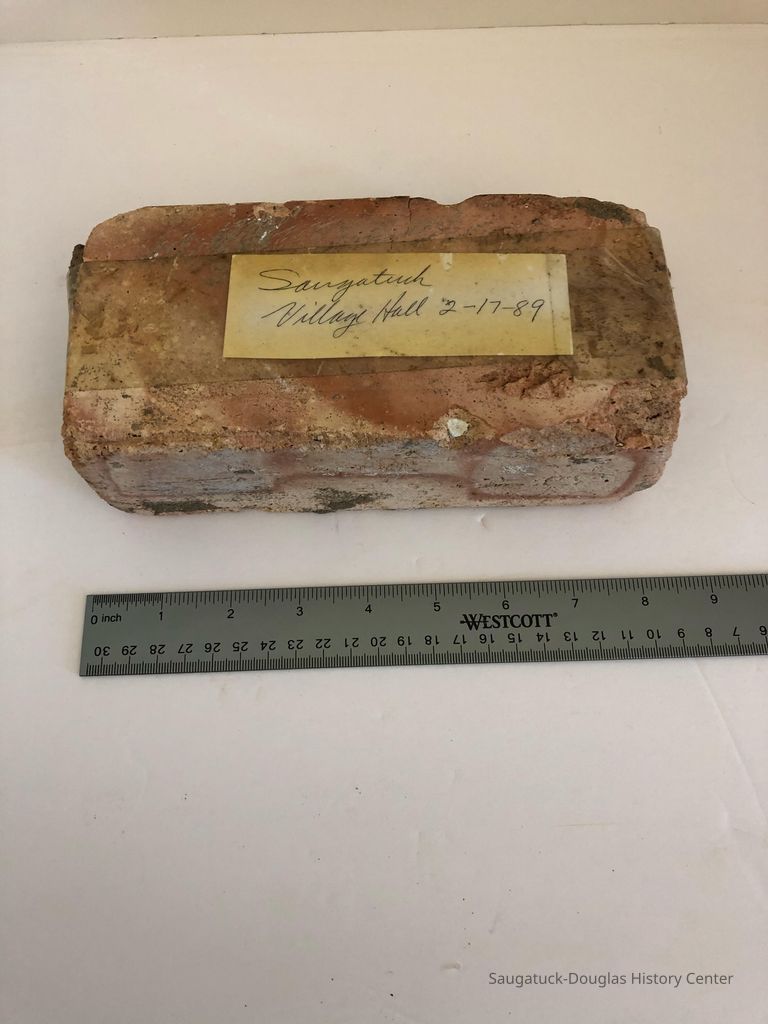 Saugatuck
Village Hall 2-17-89
0 inch 1 2 3 4 5 6 7 8 9
WESTCOTT®
30 29 28 27 26 25 24 23 22 21 20 19 18 17 16 15 14 13 12 11 10 9 8 7 6
Saugatuck-Douglas History Center